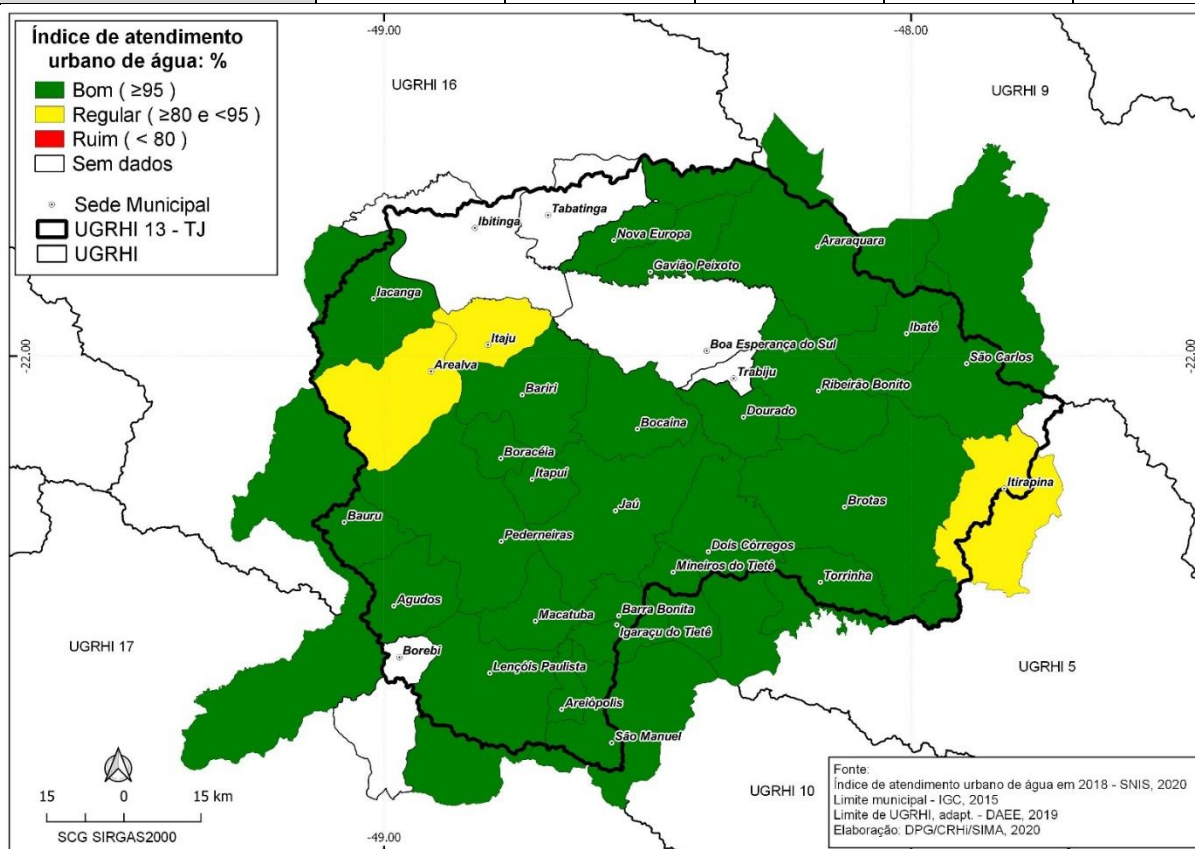 Índice de atendimento
urbano de água: %
Bom ( ≥95 )
Regular ( ≥80 e <95 )
Ruim ( < 80 )
Sem dados
Sede Municipal
UGRHI 13 - TJ
UGRHI
-49.00
-48.00
UGRHI 16
UGRHI 9
Ibitinga
Tabatinga
Nova Europa
Araraquara
Gavião Peixoto
Iacanga
Ibaté
-22.00
Itaju
Boa Esperança do Sul
São Carlos
-22.00
Arealva
Trabiju
Bariri
Ribeirão Bonito
Dourado
Bocaina
Boracéia
Itapuí
Itirapina
Jaú
Brotas
Bauru
Pederneiras
Dois Córregos
Mineiros do Tietê
Torrinha
Agudos
Macatuba
Barra Bonita
Igaraçu do Tietê
UGRHI 17
Borebi
Lençóis Paulista
UGRHI 5
Areiópolis
São Manuel
UGRHI 10
15 0 15 km
SCG SIRGAS2000
-49.00
Fonte:
Índice de atendimento urbano de água em 2018 - SNIS, 2020
Limite municipal - IGC, 2015
Limite de UGRHI, adapt. - DAEE, 2019
Elaboração: DPG/CRHi/SIMA, 2020